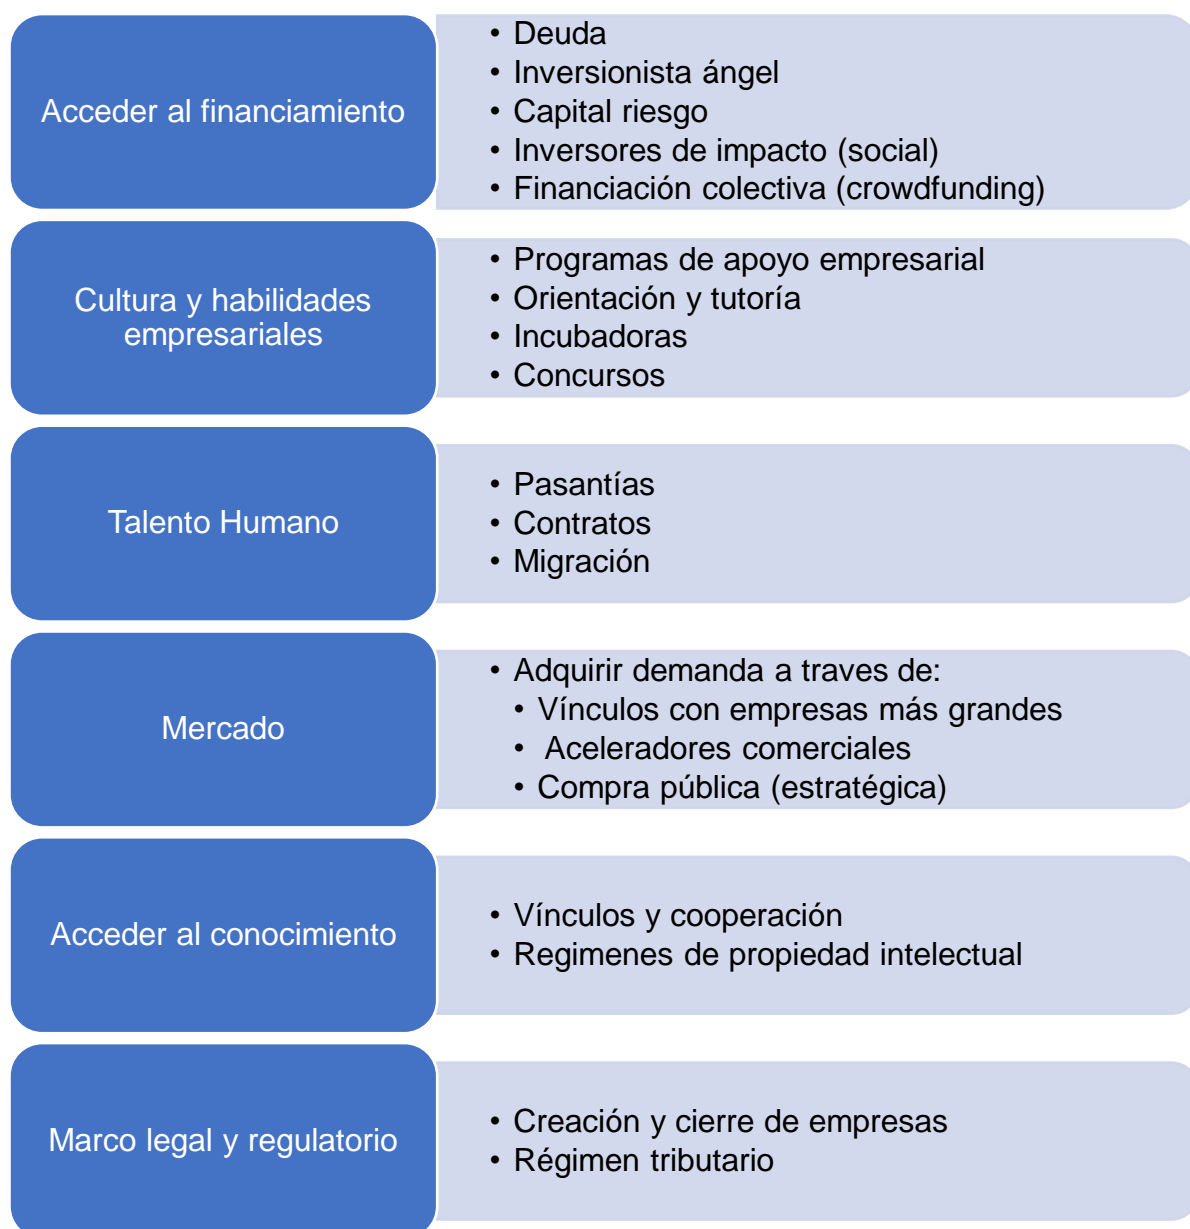 Acceder al financiamiento
• Deuda
• Inversionista ángel
• Capital riesgo
• Inversores de impacto (social)
• Financiación colectiva (crowdfunding)
Cultura y habilidades
empresariales
• Programas de apoyo empresarial
• Orientación y tutoría
• Incubadoras
• Concursos
Talento Humano
• Pasantías
• Contratos
• Migración
Mercado
• Adquirir demanda a traves de:
• Vínculos con empresas más grandes
• Aceleradores comerciales
• Compra pública (estratégica)
Acceder al conocimiento
• Vínculos y cooperación
• Regimenes de propiedad intelectual
Marco legal y regulatorio
• Creación y cierre de empresas
• Régimen tributario